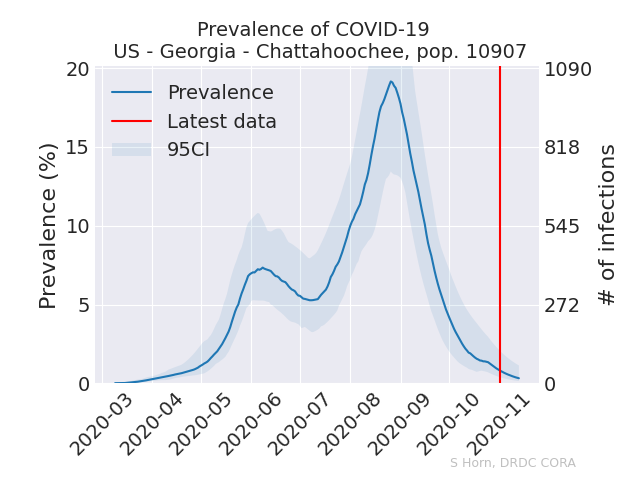 Prevalence of COVID-19
US - Georgia - Chattahoochee, pop. 10907
Prevalence (%)
20
15
10
5
0
Prevalence
Latest data
95CI
1090
818
545
272
0
# of infections
2020-03
2020-04
2020-05
2020-06
2020-07
2020-08
2020-09
2020-10
2020-11
S Horn, DRDC CORA